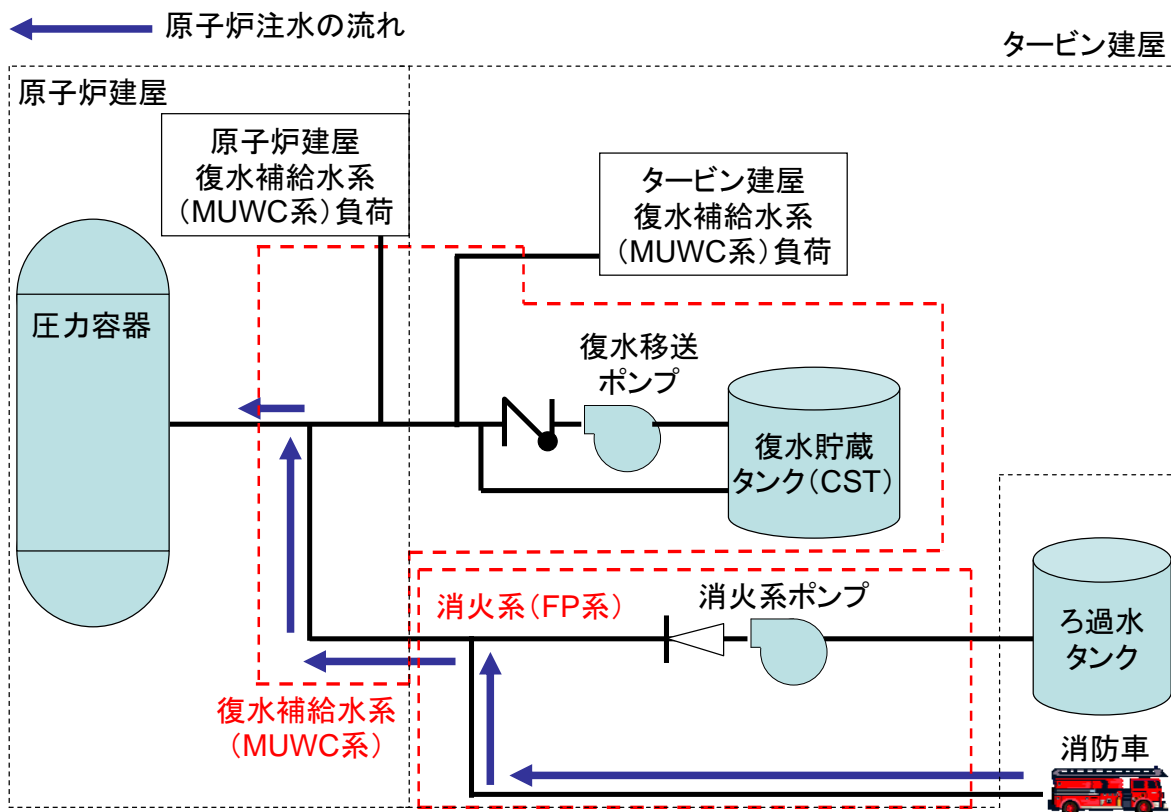 原子炉注水の流れ
タービン建屋
原子炉建屋
原子炉建屋
復水補給水系
(MUWC系)負荷
タービン建屋
復水補給水系
(MUWC系)負荷
圧力容器
復水移送
ポンプ
復水貯蔵
タンク(CST)
消火系(FP系)
消火系ポンプ
ろ過水
タンク
復水補給水系
(MUWC系)
消防車